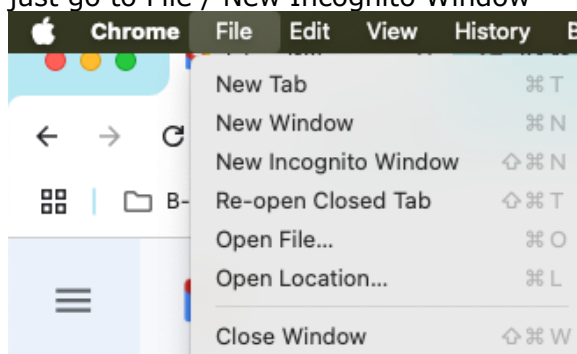 just go to File / New Incognito Window
Chrome File Edit View History
New Tab ⌘ T
New Window ⌘ N
New Incognito Window ⇧ ⌘ N
B- Re-open Closed Tab ⇧ ⌘ T
Open File... ⌘ O
Open Location... ⌘ L
Close Window ⇧ ⌘ W